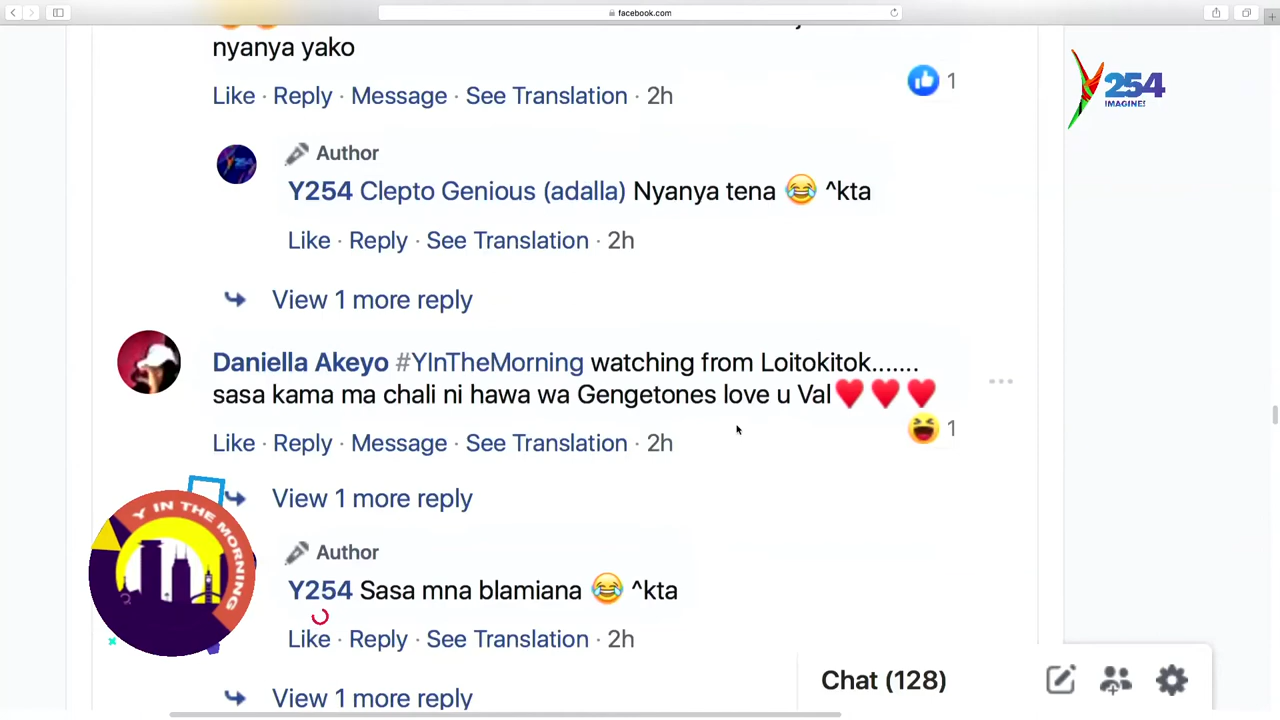 facebook.com
nyanya yako
1
Like · Reply · Message · See Translation · 2h
254
IMAGINE!
Author
Y254 Clepto Genious (adalla) Nyanya tena 😂 ^kta
Like · Reply · See Translation · 2h
View 1 more reply
Daniella Akeyo #YInTheMorning watching from Loitokitok.......
sasa kama ma chali ni hawa wa Gengetones love u Val❤️❤️❤️
1
Like · Reply · Message · See Translation · 2h
View 1 more reply
Y IN THE MORNING
Author
Y254 Sasa mna blamiana 😂 ^kta
Like · Reply · See Translation · 2h
View 1 more reply
Chat (128)